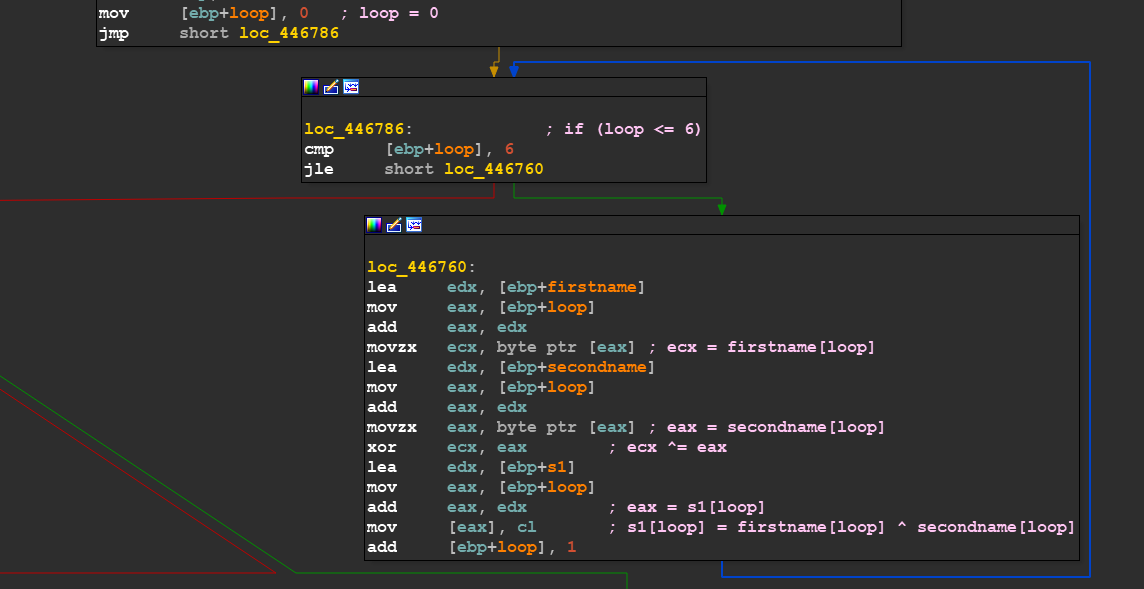 mov [ebp+loop], 0 ; loop = 0
jmp short loc_446786
loc_446786: ; if (loop <= 6)
cmp [ebp+loop], 6
jle short loc_446760
loc_446760:
lea edx, [ebp+firstname]
mov eax, [ebp+loop]
add eax, edx
movzx ecx, byte ptr [eax] ; ecx = firstname[loop]
lea edx, [ebp+secondname]
mov eax, [ebp+loop]
add eax, edx
movzx eax, byte ptr [eax] ; eax = secondname[loop]
xor ecx, eax ; ecx ^= eax
lea edx, [ebp+s1]
mov eax, [ebp+loop]
add eax, edx ; eax = s1[loop]
mov [eax], cl ; s1[loop] = firstname[loop] ^ secondname[loop]
add [ebp+loop], 1